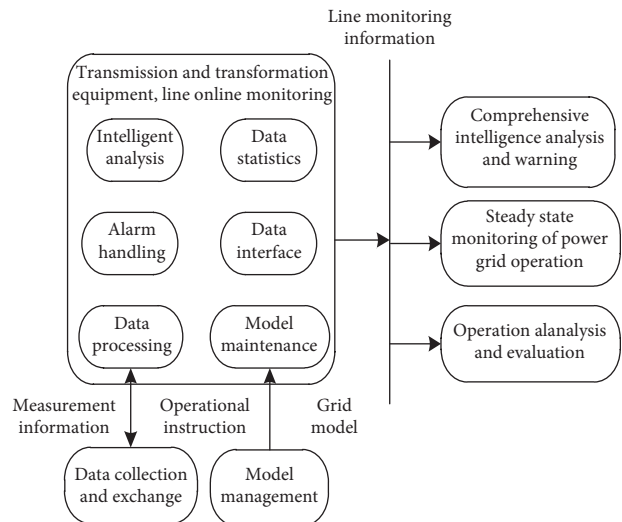 Line monitoring
information
Transmission and transformation
equipment, line online monitoring
Intelligent
analysis
Data
statistics
Alarm
handling
Data
interface
Data
processing
Model
maintenance
Comprehensive
intelligence analysis
and warning
Steady state
monitoring of power
grid operation
Operation alanalysis
and evaluation
Measurement
information
Operational
instruction
Grid
model
Data collection
and exchange
Model
management